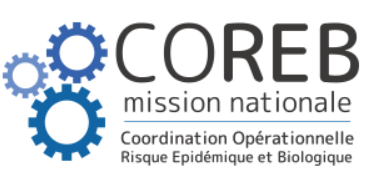 COREB
mission nationale
Coordination Opérationnelle
Risque Epidémique et Biologique